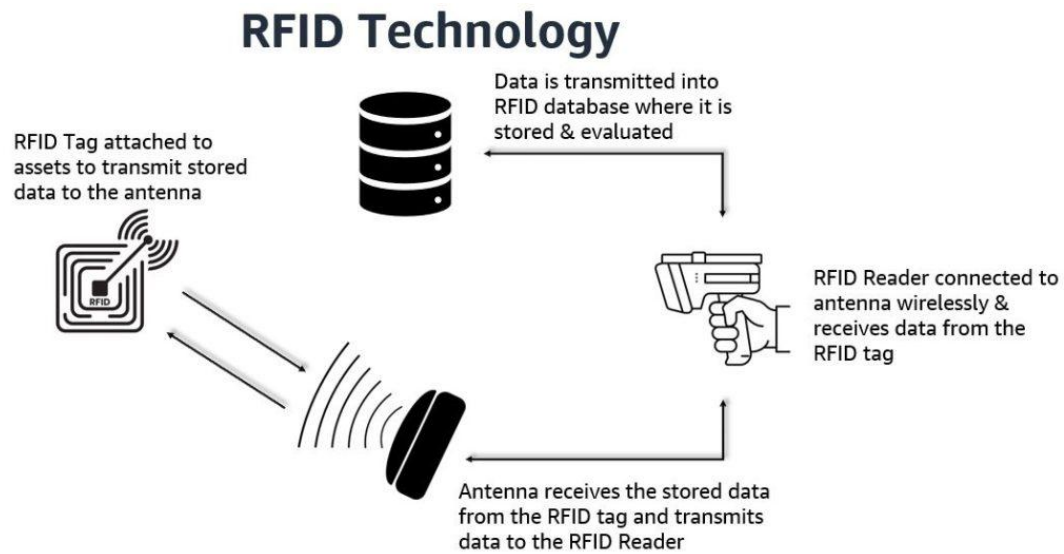 RFID Technology
Data is transmitted into
RFID database where it is
stored & evaluated
RFID Tag attached to
assets to transmit stored
data to the antenna
RFID
RFID Reader connected to
antenna wirelessly &
receives data from the
RFID tag
Antenna receives the stored data
from the RFID tag and transmits
data to the RFID Reader